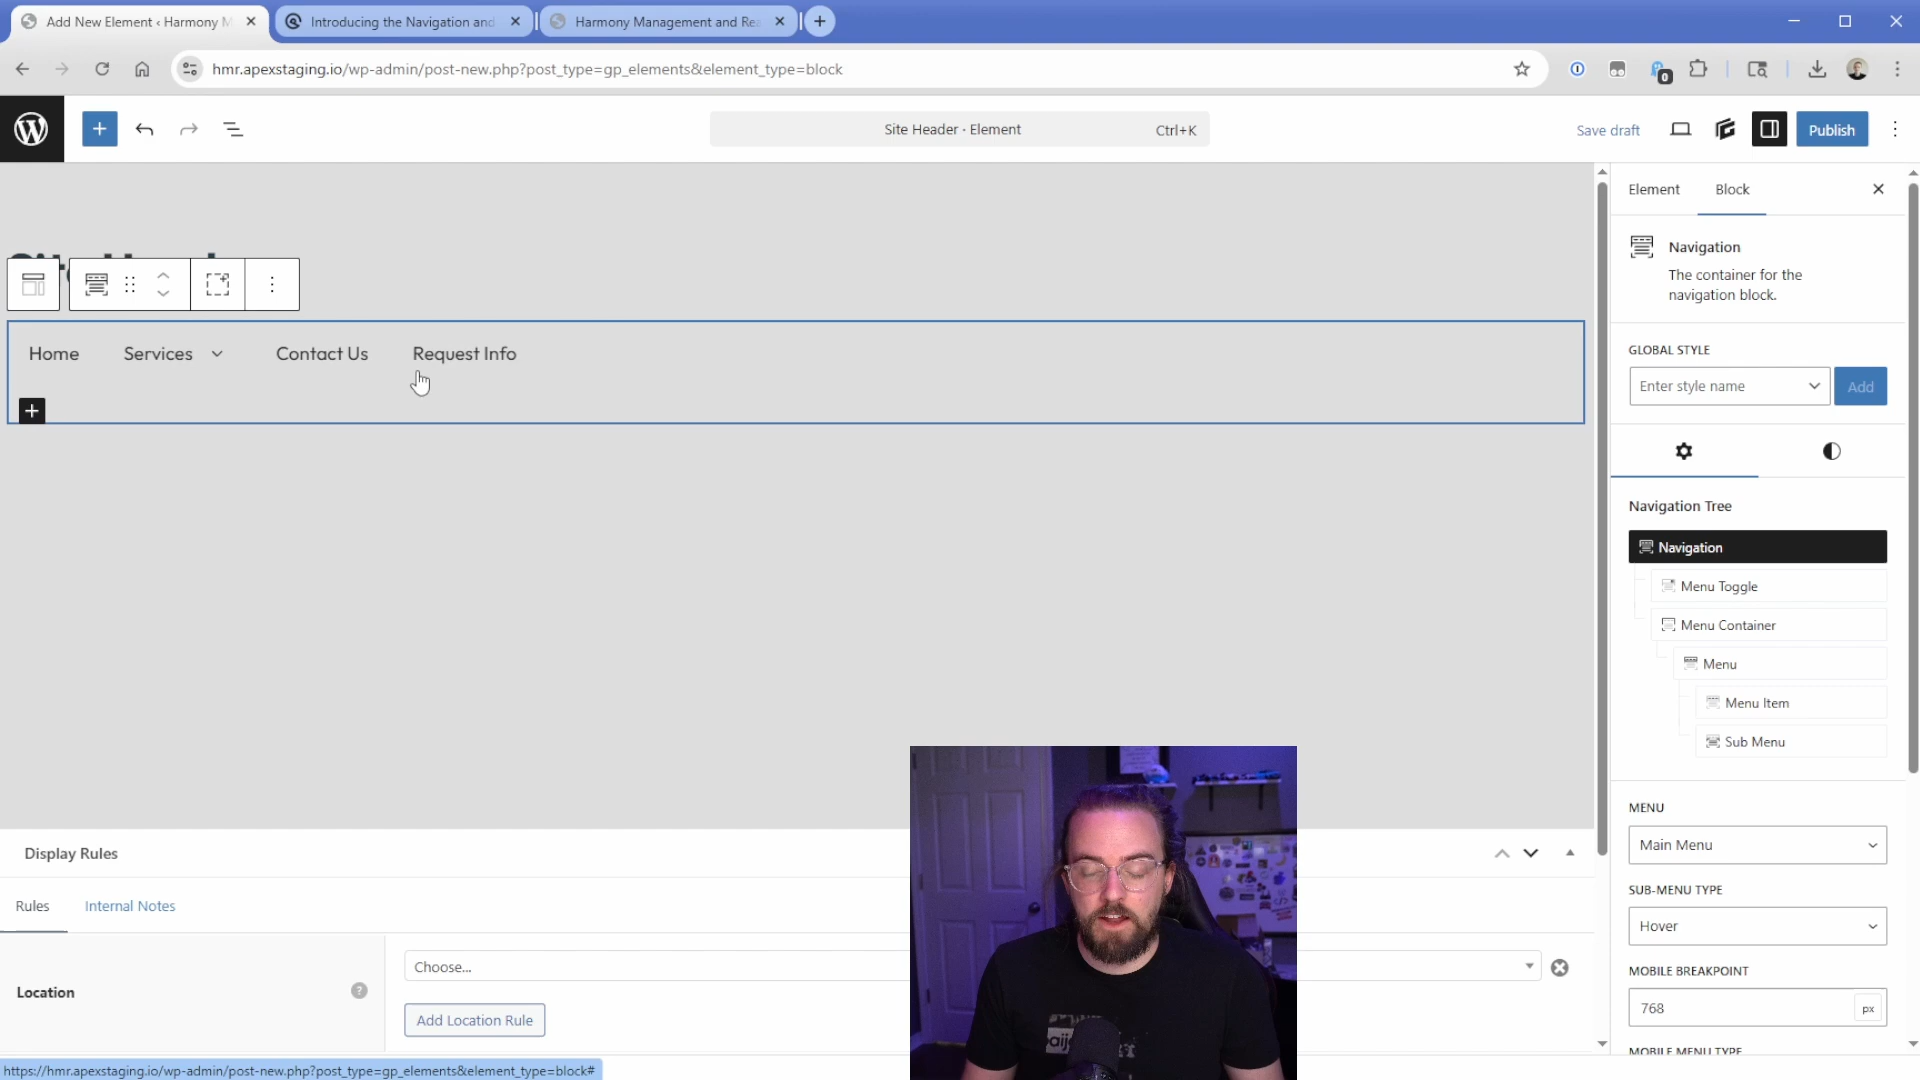 Add New Element ‹ Harmony M
Introducing the Navigation and
Harmony Management and Rea
hmr.apexstaging.io/wp-admin/post-new.php?post_type=gp_elements&element_type=block
0
Site Header · Element
Ctrl+K
Save draft
Publish
Element
Block
Navigation
The container for the
navigation block.
GLOBAL STYLE
Enter style name
Add
Home
Services
Contact Us
Request Info
Navigation Tree
Navigation
Menu Toggle
Menu Container
Menu
Menu Item
Sub Menu
MENU
Main Menu
SUB-MENU TYPE
Hover
MOBILE BREAKPOINT
768
px
MOBILE MENU TYPE
Display Rules
Rules
Internal Notes
Location
?
Choose...
Add Location Rule
https://hmr.apexstaging.io/wp-admin/post-new.php?post_type=gp_elements&element_type=block#